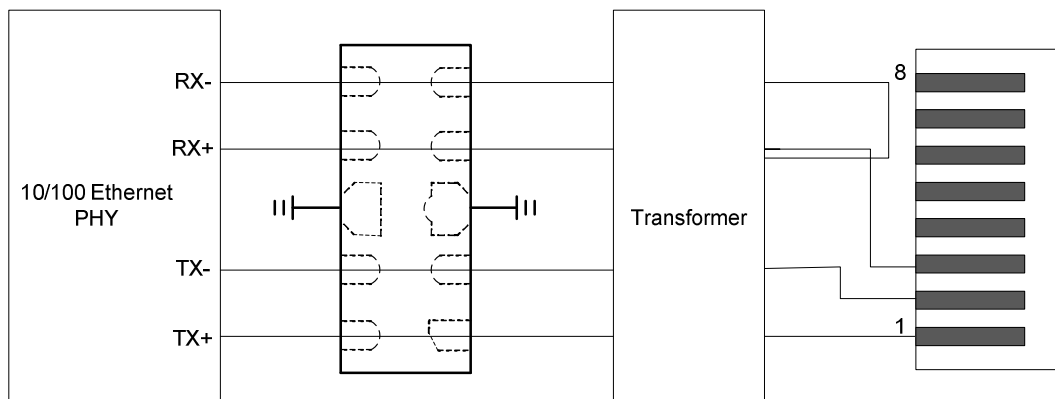 RX-
8
RX+
10/100 Ethernet
PHY
Transformer
TX-
TX+
1